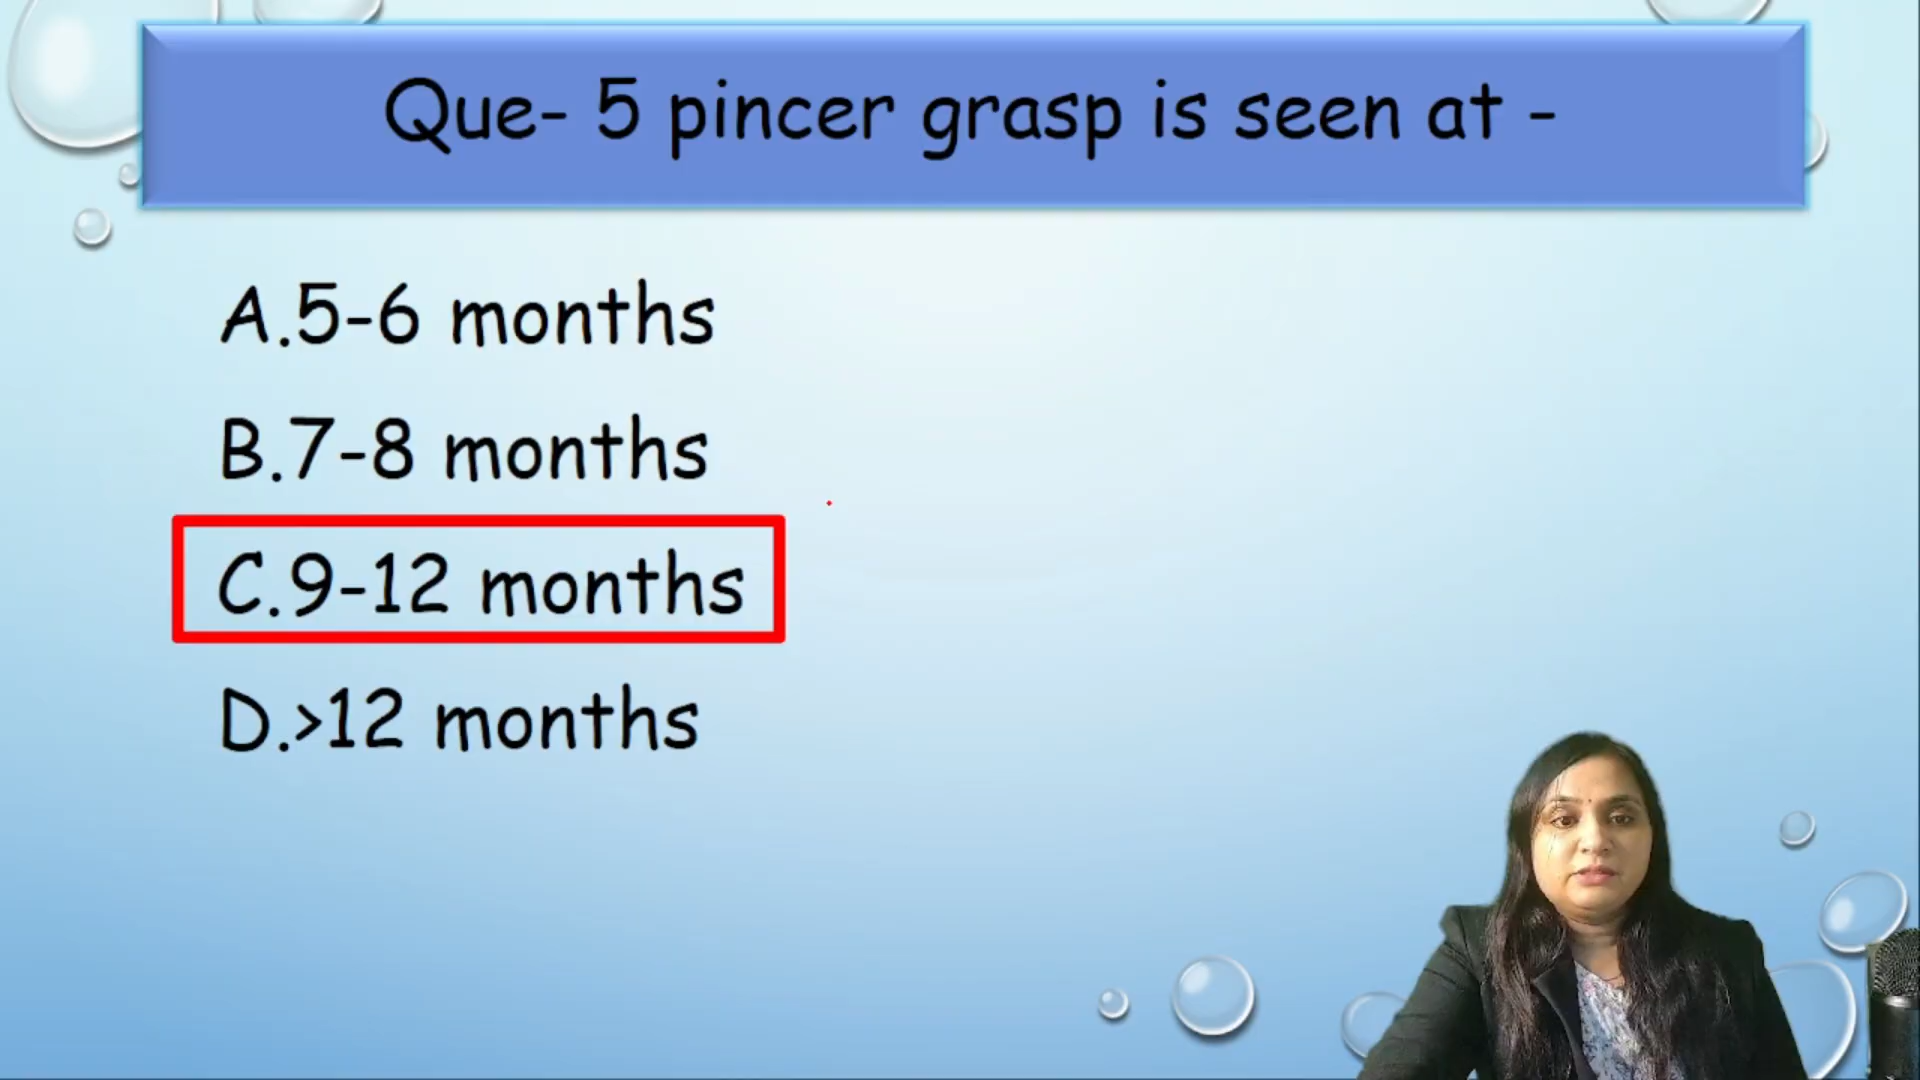 Que- 5 pincer grasp is seen at -
A.5-6 months
B.7-8 months
C.9-12 months
D.>12 months